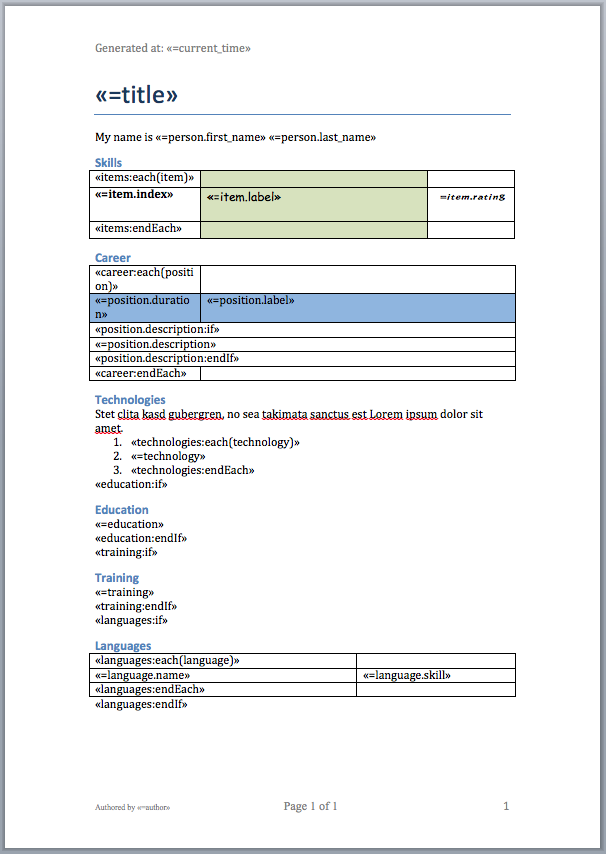 Generated at: «=current_time»
«=title»
My name is «=person.first_name» «=person.last_name»
Skills
«items:each(item)»
«=item.index» «=item.label» =item.rating
«items:endEach»
Career
«career:each(positi
on)»
«=position.duratio «=position.label»
n»
«position.description:if»
«=position.description»
«position.description:endIf»
«career:endEach»
Technologies
Stet clita kasd gubergren, no sea takimata sanctus est Lorem ipsum dolor sit
amet.
1. «technologies:each(technology)»
2. «=technology»
3. «technologies:endEach»
«education:if»
Education
«=education»
«education:endIf»
«training:if»
Training
«=training»
«training:endIf»
«languages:if»
Languages
«languages:each(language)»
«=language.name» «=language.skill»
«languages:endEach»
«languages:endIf»
Authored by «=author» Page 1 of 1 1